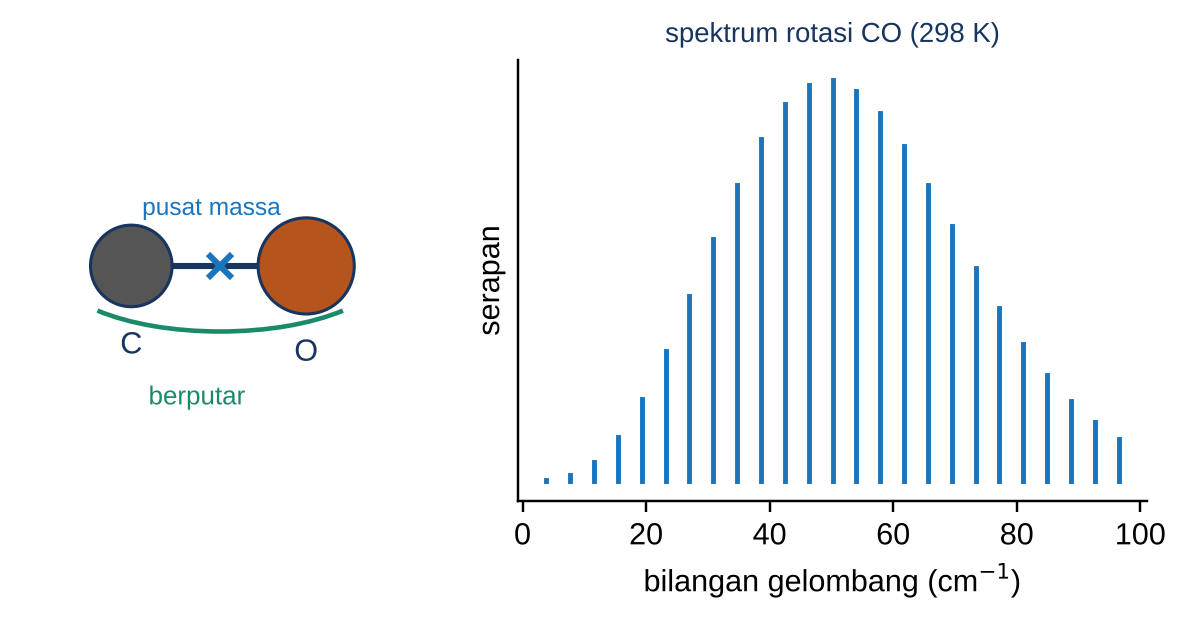 pusat massa
C
O
berputar
spektrum rotasi CO (298 K)
serapan
0 20 40 60 80 100
bilangan gelombang (cm⁻¹)